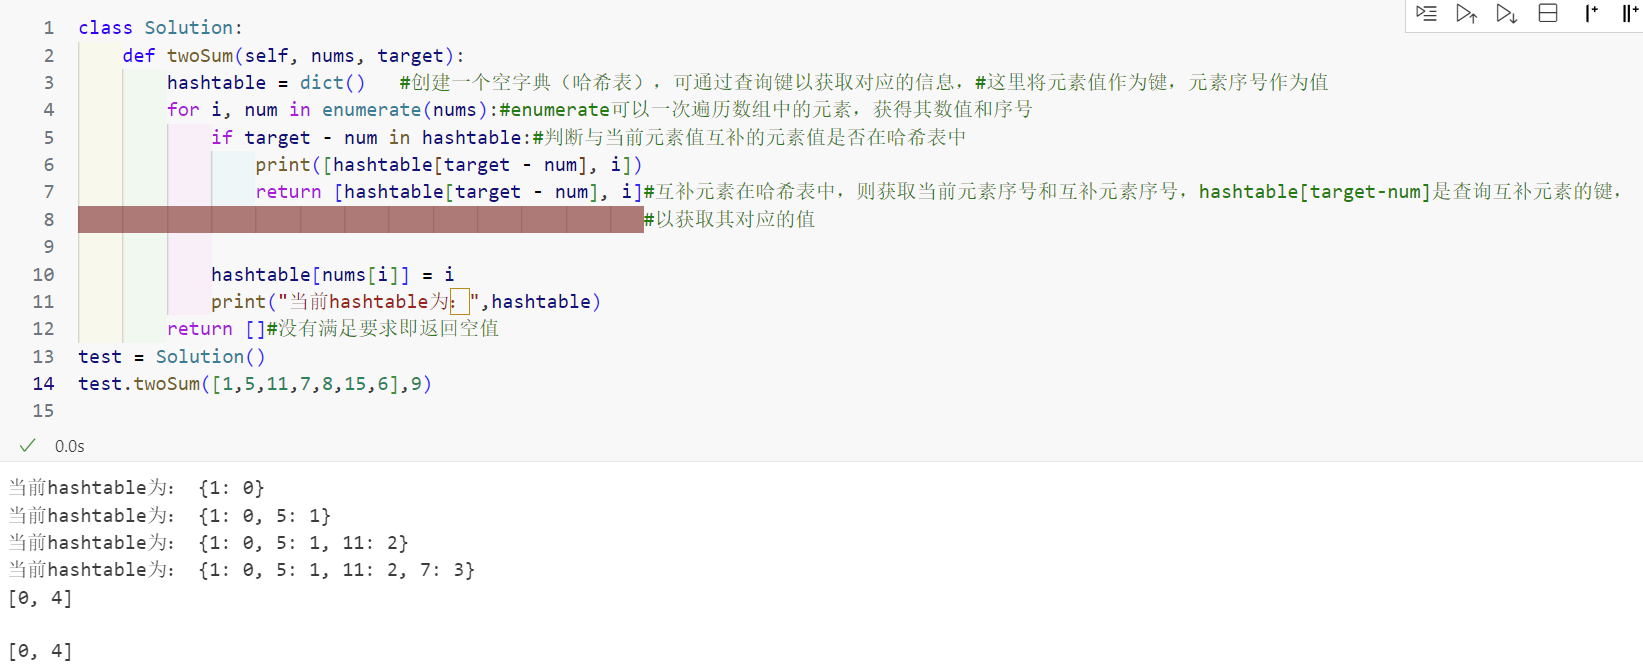 1 class Solution:
2 def twoSum(self, nums, target):
3 hashtable = dict() #创建一个空字典（哈希表），可通过查询键以获取对应的信息，#这里将元素值作为键，元素序号作为值
4 for i, num in enumerate(nums):#enumerate可以一次遍历数组中的元素，获得其数值和序号
5 if target - num in hashtable:#判断与当前元素值互补的元素值是否在哈希表中
6 print([hashtable[target - num], i])
7 return [hashtable[target - num], i]#互补元素在哈希表中，则获取当前元素序号和互补元素序号，hashtable[target-num]是查询互补元素的键，
8 #以获取其对应的值
9
10 hashtable[nums[i]] = i
11 print("当前hashtable为：",hashtable)
12 return []#没有满足要求即返回空值
13 test = Solution()
14 test.twoSum([1,5,11,7,8,15,6],9)
15
0.0s
当前hashtable为： {1: 0}
当前hashtable为： {1: 0, 5: 1}
当前hashtable为： {1: 0, 5: 1, 11: 2}
当前hashtable为： {1: 0, 5: 1, 11: 2, 7: 3}
[0, 4]
[0, 4]